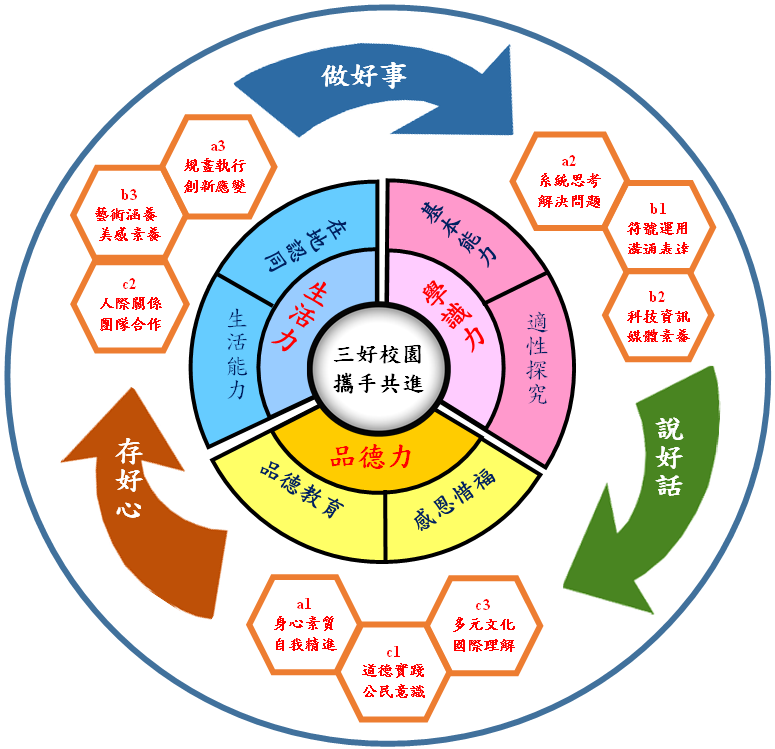 做好事
a3
規畫執行
創新應變
b3
藝術涵養
美感素養
c2
人際關係
團隊合作
a2
系統思考
解決問題
b1
符號運用
溝通表達
b2
科技資訊
媒體素養
在地認同
生活能力
生活力
基本能力
適性探究
學識力
三好校園
攜手共進
品德力
品德教育
感恩惜福
存好心
說好話
a1
身心素質
自我精進
c1
道德實踐
公民意識
c3
多元文化
國際理解